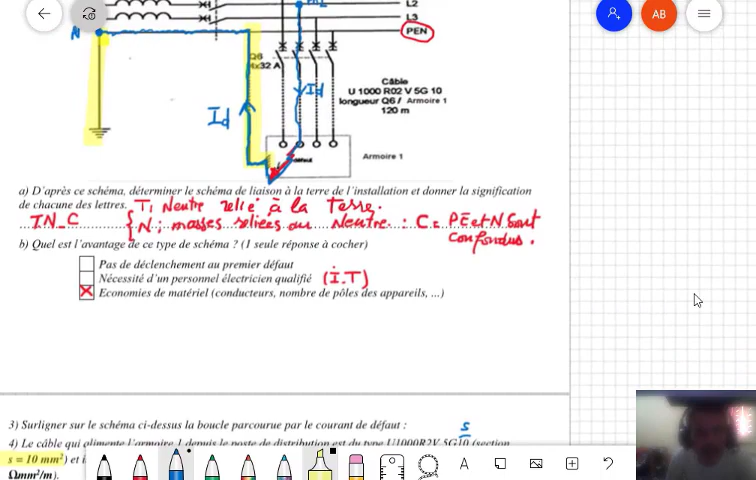 L2
L3
PEN
N
Ph1
Q6
4x32 A
Câble
U 1000 R02 V 5G 10
longueur Q6 / Armoire 1
120 m
Id
Id
Armoire 1
a) D'après ce schéma, déterminer le schéma de liaison à la terre de l'installation et donner la signification
de chacune des lettres. T: Neutre relié à la Terre.
TN_C { N: masses reliées au Neutre. : C = PE et N sont
confondus.
b) Quel est l'avantage de ce type de schéma ? (1 seule réponse à cocher)
Pas de déclenchement au premier défaut
Nécessité d'un personnel électricien qualifié (I.T)
Economies de matériel (conducteurs, nombre de pôles des appareils, ...)
3) Surligner sur le schéma ci-dessus la boucle parcourue par le courant de défaut :
S
4) Le câble qui alimente l'armoire 1 depuis le poste de distribution est du type U1000R2V 5G10 (section
s = 10 mm²) et
Ωmm²/m).
AB
A